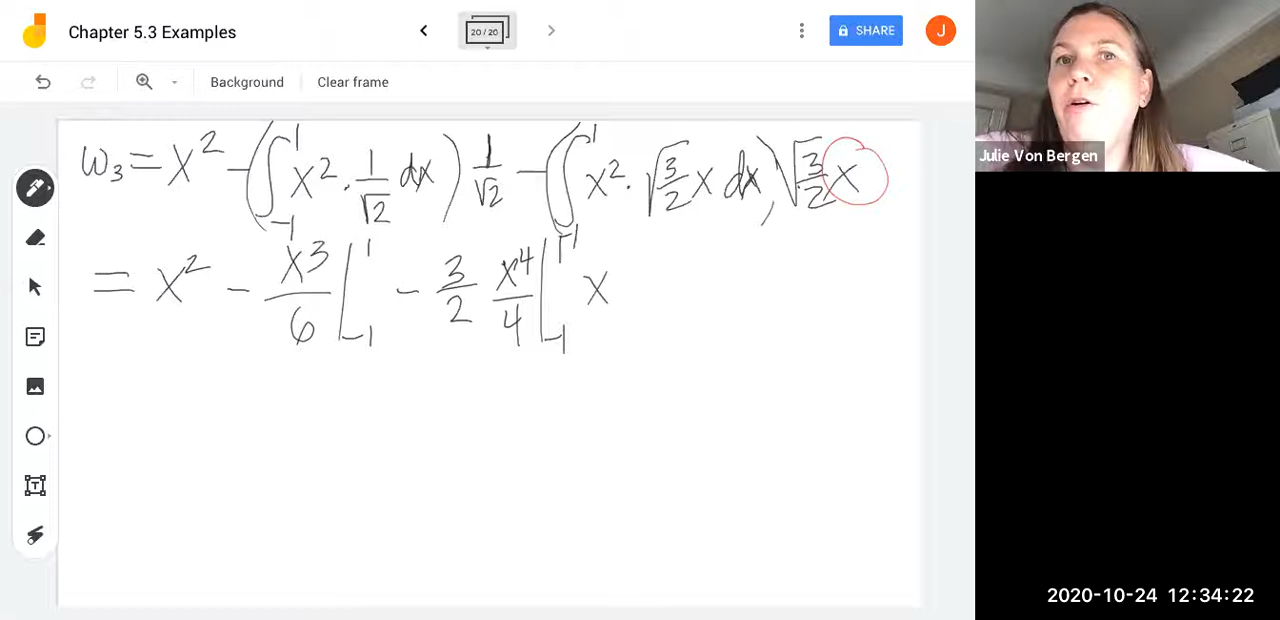 Chapter 5.3 Examples
20 / 20
SHARE
J
Background
Clear frame
Julie Von Bergen
w₃ = x² - (∫₋₁¹ x² · 1/√2 dx) 1/√2 - (∫₋₁¹ x² · √(3/2) x dx) √(3/2) x
= x² - x³/6 |₋₁¹ - 3/2 x⁴/4 |₋₁¹ x
T
2020-10-24 12:34:22